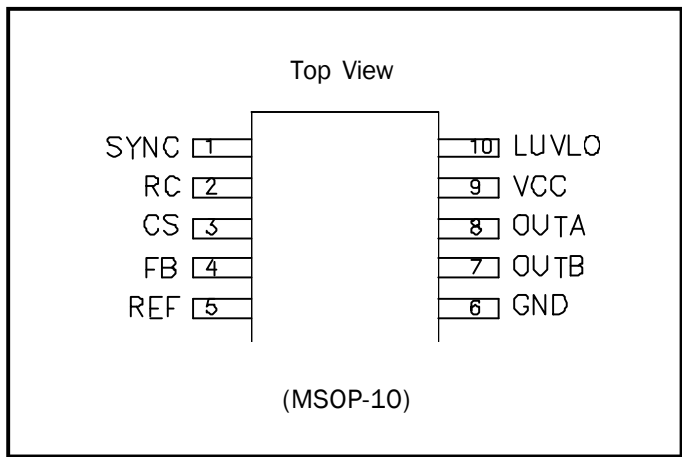 Top View
SYNC 1 10 LUVLO
RC 2 9 VCC
CS 3 8 OUTA
FB 4 7 OUTB
REF 5 6 GND
(MSOP-10)